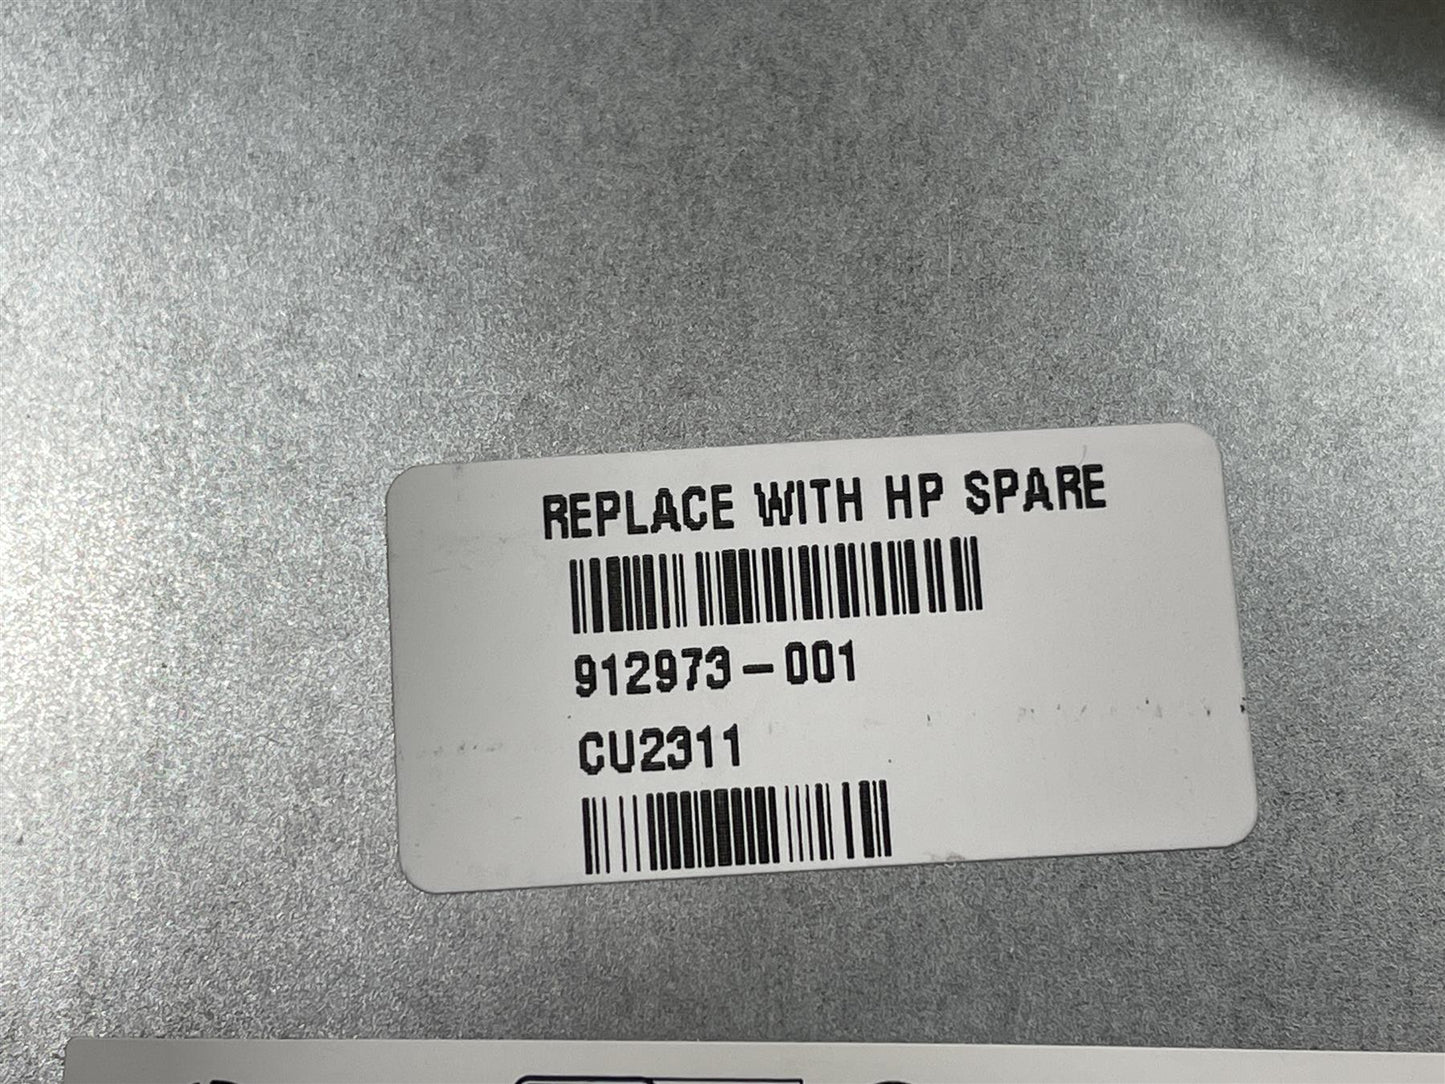 REPLACE WITH HP SPARE
912973-001
CU2311